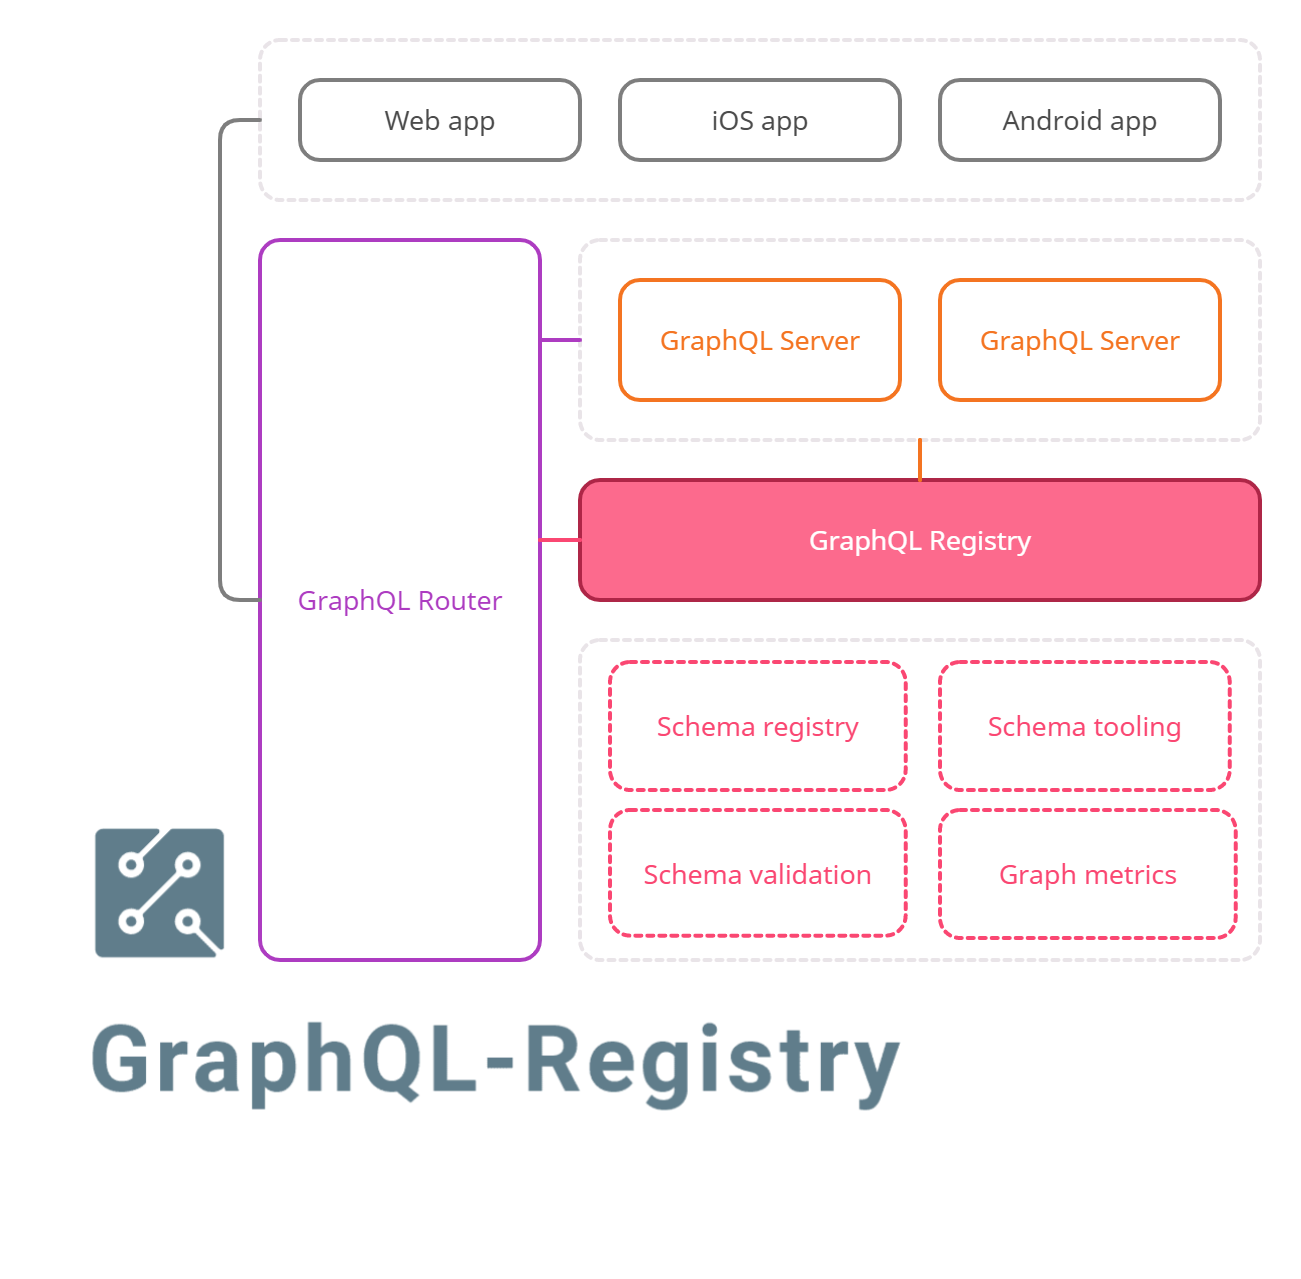 Web app
iOS app
Android app
GraphQL Server
GraphQL Server
GraphQL Registry
GraphQL Router
Schema registry
Schema tooling
Schema validation
Graph metrics
GraphQL-Registry